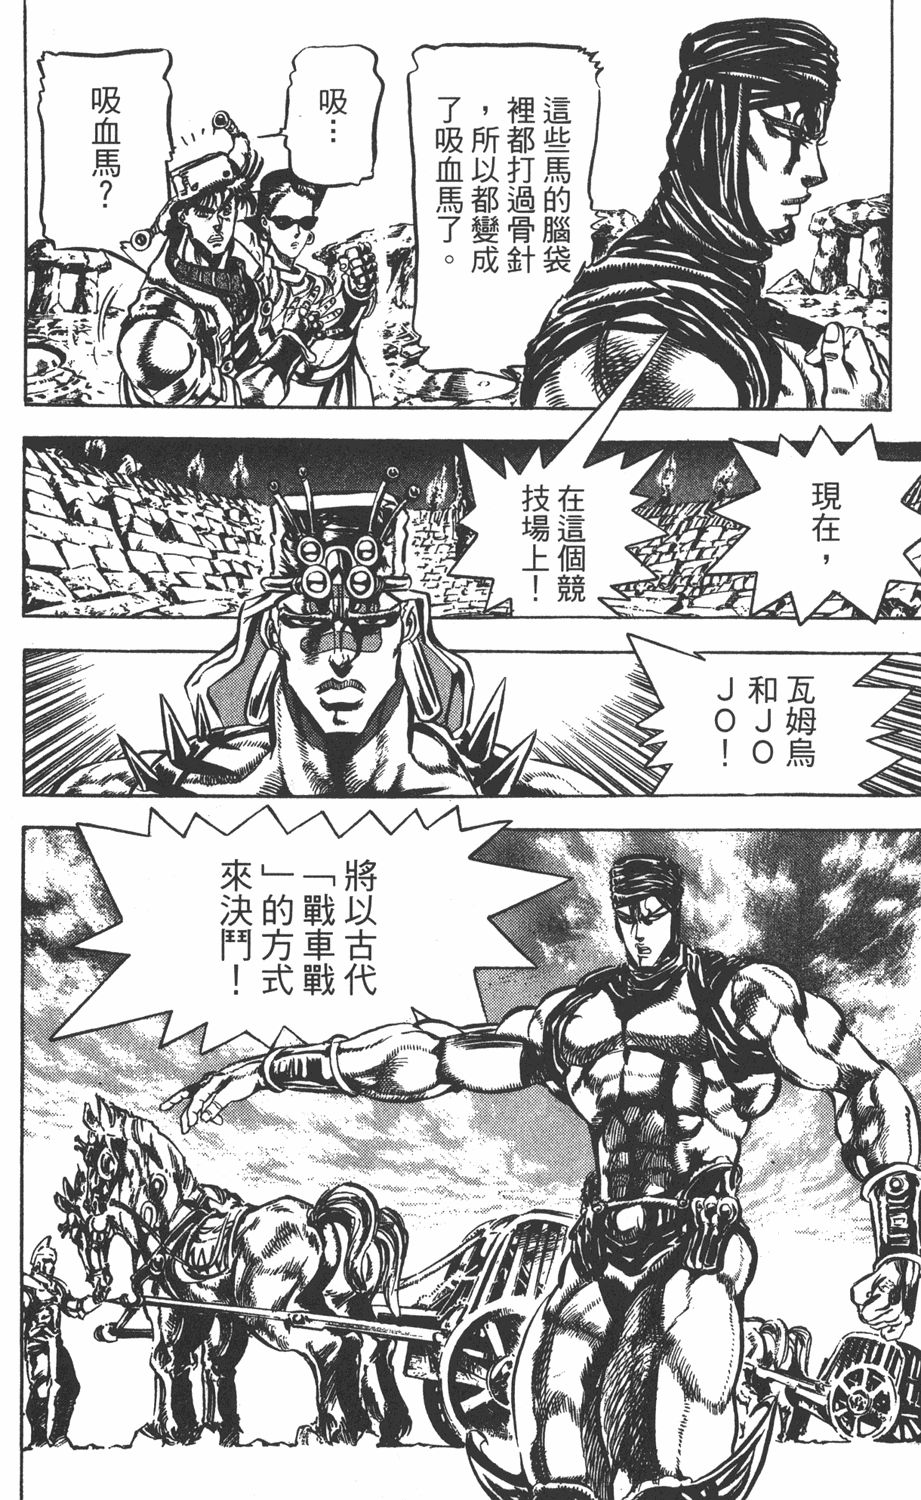 這些馬的腦袋
裡都打過骨針
，所以都變成
了吸血馬了。
吸…
吸血馬？
現在，
在這個競
技場上！
瓦姆烏
和JO
JO！
將以古代
「戰車戰
」的方式
來決鬥！